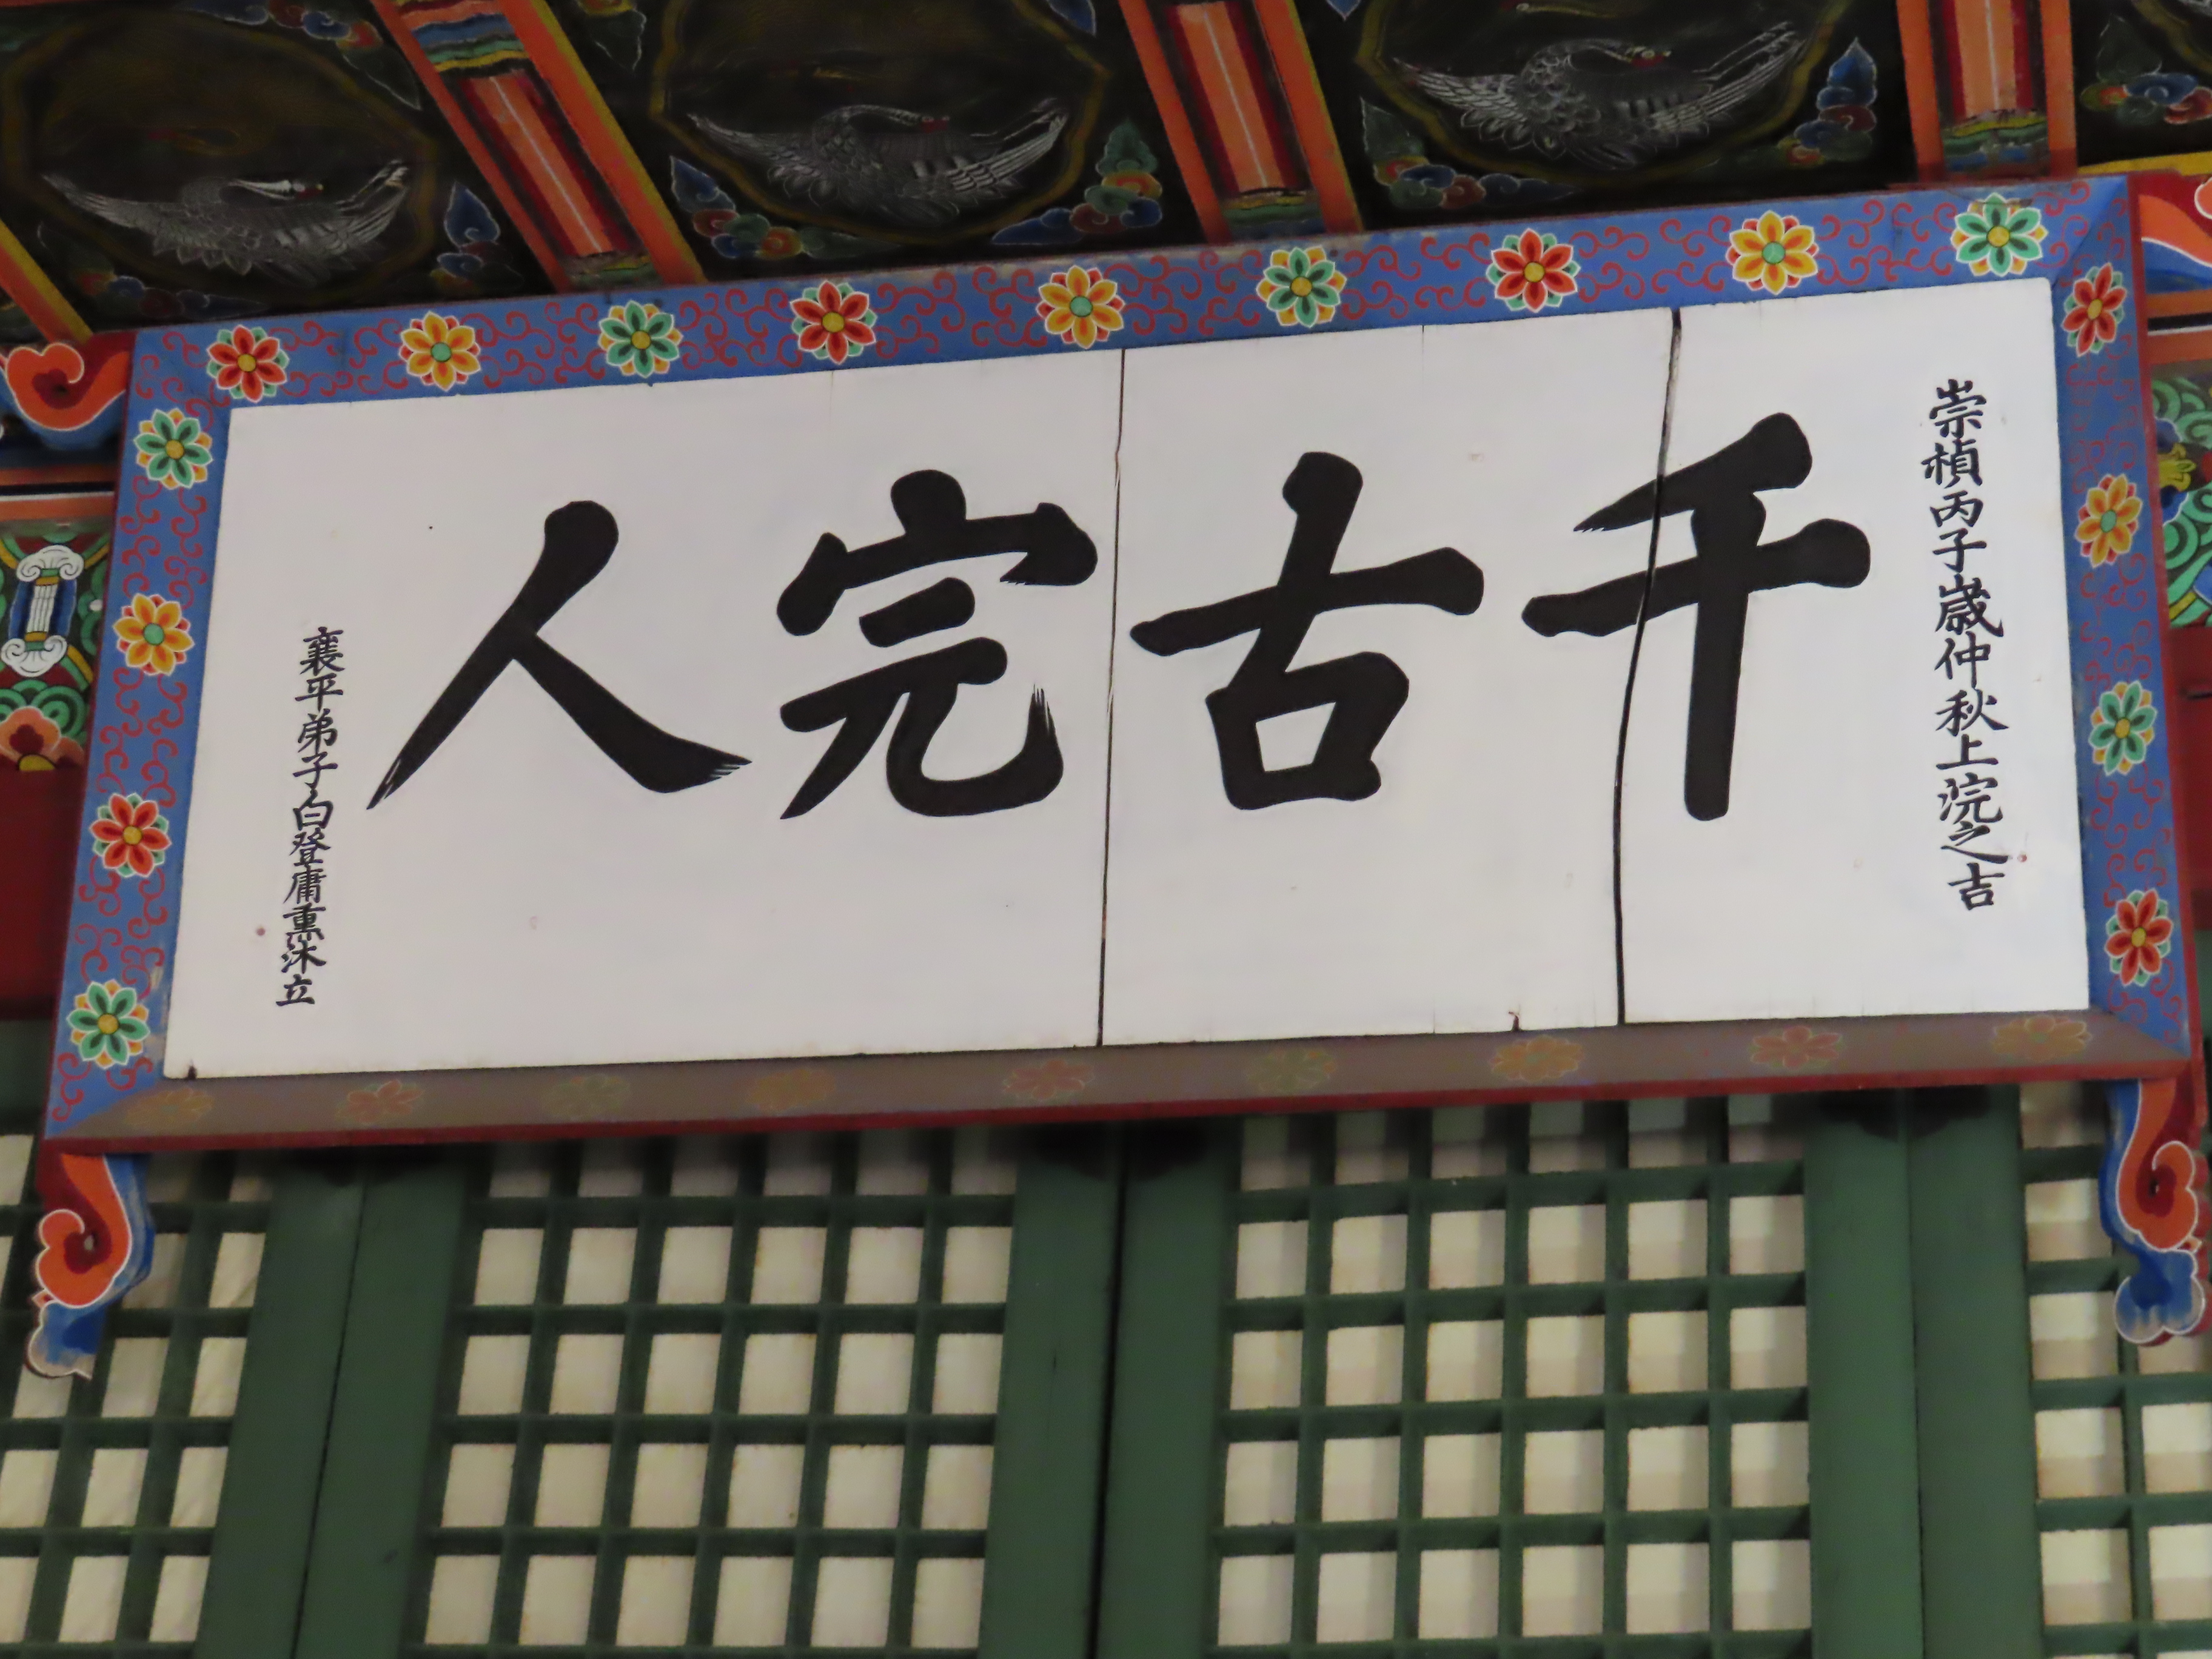 崇禎丙子歲仲秋上浣之吉
千古完人
襄平弟子白登庸熏沐立